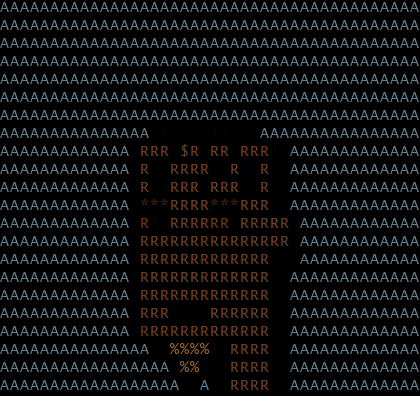 AAAAAAAAAAAAAAAAAAAAAAAAAAAAAAAAAAAAAAAAAA
AAAAAAAAAAAAAAAAAAAAAAAAAAAAAAAAAAAAAAAAAA
AAAAAAAAAAAAAAAAAAAAAAAAAAAAAAAAAAAAAAAAAA
AAAAAAAAAAAAAAAAAAAAAAAAAAAAAAAAAAAAAAAAAA
AAAAAAAAAAAAAAAAAAAAAAAAAAAAAAAAAAAAAAAAAA
AAAAAAAAAAAAAAAAAAAAAAAAAAAAAAAAAAAAAAAAAA
AAAAAAAAAAAAAAAAAAAAAAAAAAAAAAAAAAAAAAAAAA
AAAAAAAAAAAAAAA           AAAAAAAAAAAAAAAA
AAAAAAAAAAAAA RRR $R RR RRR  AAAAAAAAAAAAA
AAAAAAAAAAAAA R  RRRR  R  R  AAAAAAAAAAAAA
AAAAAAAAAAAAA R  RRR RRR  R  AAAAAAAAAAAAA
AAAAAAAAAAAAA ***RRRR***RRR  AAAAAAAAAAAAA
AAAAAAAAAAAAA R  RRRRRR RRRRR AAAAAAAAAAAA
AAAAAAAAAAAAA RRRRRRRRRRRRRRR AAAAAAAAAAAA
AAAAAAAAAAAAA RRRRRRRRRRRRR   AAAAAAAAAAAA
AAAAAAAAAAAAA RRRRRRRRRRRRR  AAAAAAAAAAAAA
AAAAAAAAAAAAA RRRRRRRRRRRRR  AAAAAAAAAAAAA
AAAAAAAAAAAAA RRR    RRRRRR  AAAAAAAAAAAAA
AAAAAAAAAAAAA RRRRRRRRRRRRR  AAAAAAAAAAAAA
AAAAAAAAAAAAAAA  %%%%  RRRR  AAAAAAAAAAAAA
AAAAAAAAAAAAAAAAA %%   RRRR  AAAAAAAAAAAAA
AAAAAAAAAAAAAAAAAA  A  RRRR  AAAAAAAAAAAAA